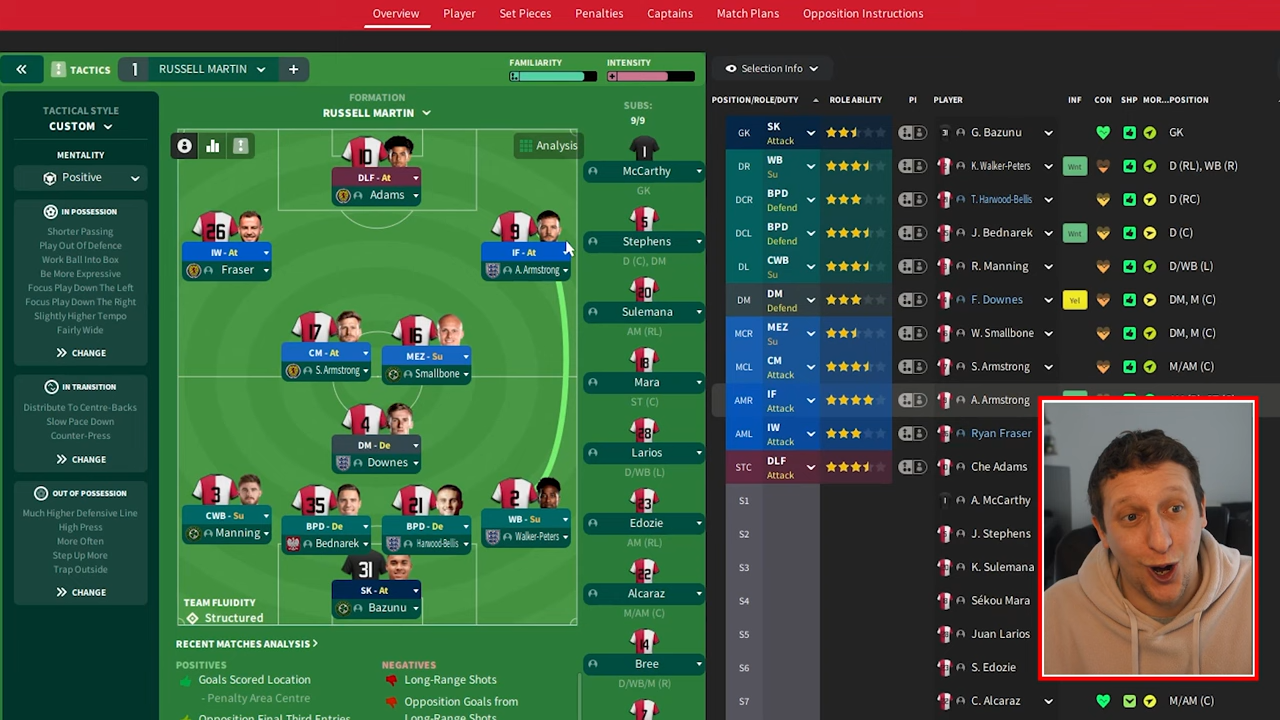 Overview
Player
Set Pieces
Penalties
Captains
Match Plans
Opposition Instructions
TACTICS
1
RUSSELL MARTIN
+
FAMILIARITY
INTENSITY
Selection Info
TACTICAL STYLE
CUSTOM
MENTALITY
Positive
IN POSSESSION
Shorter Passing
Play Out Of Defence
Work Ball Into Box
Be More Expressive
Focus Play Down The Left
Focus Play Down The Right
Slightly Higher Tempo
Fairly Wide
CHANGE
IN TRANSITION
Distribute To Centre-Backs
Slow Pace Down
Counter-Press
CHANGE
OUT OF POSSESSION
Much Higher Defensive Line
High Press
More Often
Step Up More
Trap Outside
CHANGE
FORMATION
RUSSELL MARTIN
Analysis
10
DLF - At
Adams
26
IW - At
Fraser
9
IF - At
A. Armstrong
17
CM - At
S. Armstrong
16
MEZ - Su
Smallbone
4
DM - De
Downes
3
CWB - Su
Manning
35
BPD - De
Bednarek
21
BPD - De
Harwood-Bellis
2
WB - Su
Walker-Peters
31
SK - At
Bazunu
TEAM FLUIDITY
Structured
RECENT MATCHES ANALYSIS
POSITIVES
Goals Scored Location
- Penalty Area Centre
Opposition Final Third Entries
NEGATIVES
Long-Range Shots
Opposition Goals from
Long-Range Shots
SUBS:
9/9
1
McCarthy
GK
5
Stephens
D (C), DM
20
Sulemana
AM (RL)
18
Mara
ST (C)
28
Larios
D/WB (L)
23
Edozie
AM (RL)
22
Alcaraz
M/AM (C)
14
Bree
D/WB/M (R)
POSITION/ROLE/DUTY ROLE ABILITY PI PLAYER INF CON SHP MOR... POSITION
GK SK Attack G. Bazunu GK
DR WB Su K. Walker-Peters Wnt D (RL), WB (R)
DCR BPD Defend T. Harwood-Bellis D (RC)
DCL BPD Defend J. Bednarek Wnt D (C)
DL CWB Su R. Manning D/WB (L)
DM DM Defend F. Downes Yel DM, M (C)
MCR MEZ Su W. Smallbone DM, M (C)
MCL CM Attack S. Armstrong M/AM (C)
AMR IF Attack A. Armstrong
AML IW Attack Ryan Fraser
STC DLF Attack Che Adams
S1 A. McCarthy
S2 J. Stephens
S3 K. Sulemana
S4 Sékou Mara
S5 Juan Larios
S6 S. Edozie
S7 C. Alcaraz M/AM (C)